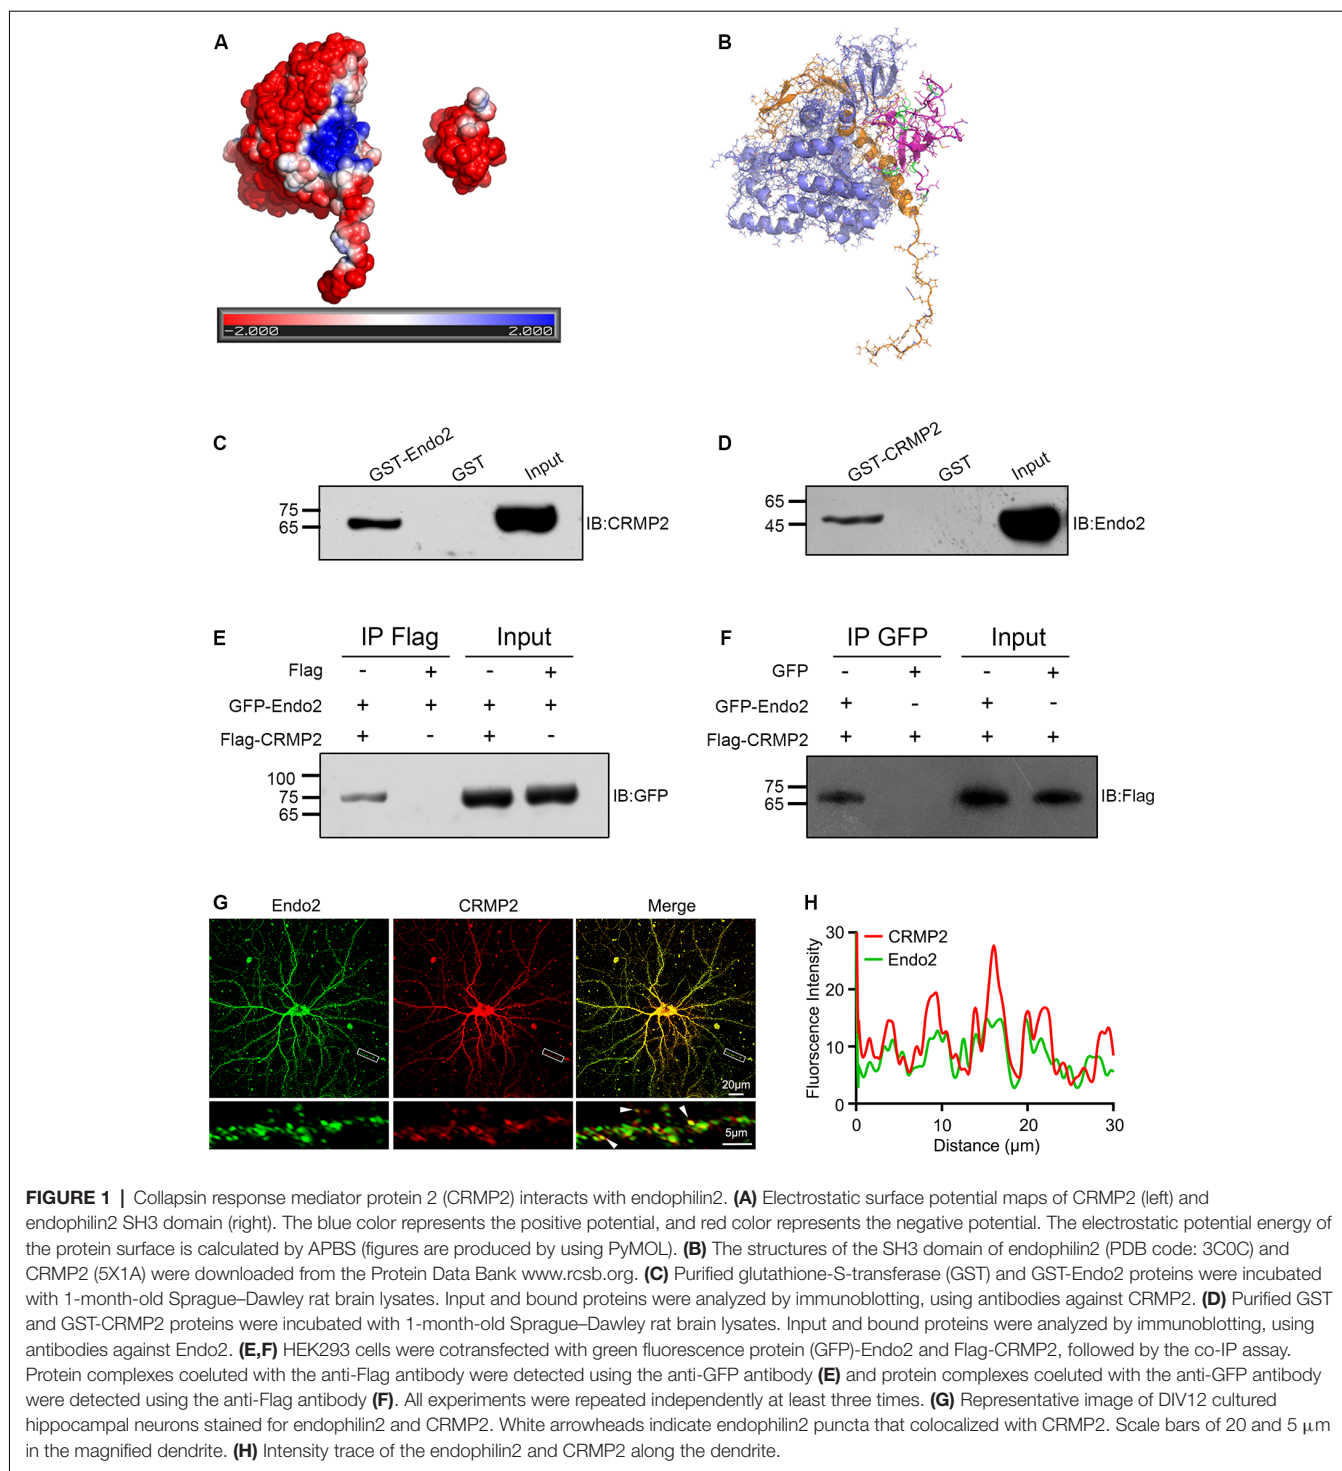 A
B
-2.000 2.000
C
GST-Endo2 GST Input
75
65
IB:CRMP2
D
GST-CRMP2 GST Input
65
45
IB:Endo2
E
IP Flag Input
Flag - + - +
GFP-Endo2 + + + +
Flag-CRMP2 + - + -
100
75
65
IB:GFP
F
IP GFP Input
GFP - + - +
GFP-Endo2 + - + -
Flag-CRMP2 + + + +
75
65
IB:Flag
G
Endo2 CRMP2 Merge
20μm
5μm
H
CRMP2
Endo2
Fluorscence Intensity
30
20
10
0
0 10 20 30
Distance (μm)
FIGURE 1 | Collapsin response mediator protein 2 (CRMP2) interacts with endophilin2. (A) Electrostatic surface potential maps of CRMP2 (left) and
endophilin2 SH3 domain (right). The blue color represents the positive potential, and red color represents the negative potential. The electrostatic potential energy of
the protein surface is calculated by APBS (figures are produced by using PyMOL). (B) The structures of the SH3 domain of endophilin2 (PDB code: 3C0C) and
CRMP2 (5X1A) were downloaded from the Protein Data Bank www.rcsb.org. (C) Purified glutathione-S-transferase (GST) and GST-Endo2 proteins were incubated
with 1-month-old Sprague–Dawley rat brain lysates. Input and bound proteins were analyzed by immunoblotting, using antibodies against CRMP2. (D) Purified GST
and GST-CRMP2 proteins were incubated with 1-month-old Sprague–Dawley rat brain lysates. Input and bound proteins were analyzed by immunoblotting, using
antibodies against Endo2. (E,F) HEK293 cells were cotransfected with green fluorescence protein (GFP)-Endo2 and Flag-CRMP2, followed by the co-IP assay.
Protein complexes coeluted with the anti-Flag antibody were detected using the anti-GFP antibody (E) and protein complexes coeluted with the anti-GFP antibody
were detected using the anti-Flag antibody (F). All experiments were repeated independently at least three times. (G) Representative image of DIV12 cultured
hippocampal neurons stained for endophilin2 and CRMP2. White arrowheads indicate endophilin2 puncta that colocalized with CRMP2. Scale bars of 20 and 5 μm
in the magnified dendrite. (H) Intensity trace of the endophilin2 and CRMP2 along the dendrite.